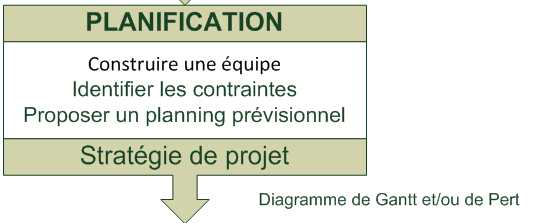 PLANIFICATION
Construire une équipe
Identifier les contraintes
Proposer un planning prévisionnel
Stratégie de projet
Diagramme de Gantt et/ou de Pert